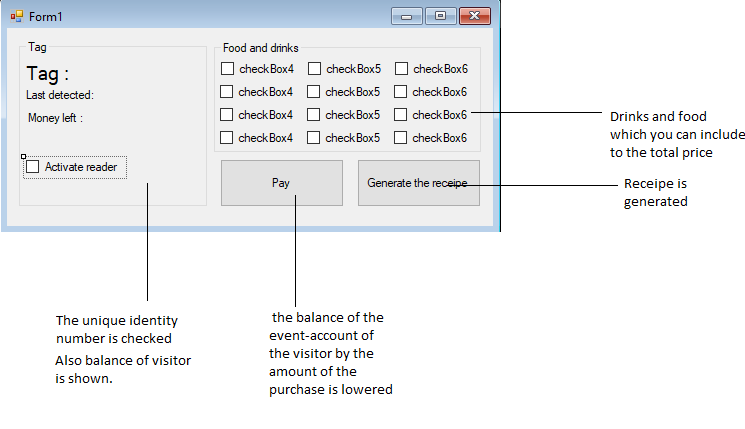 Form1
Tag
Tag :
Last detected:
Money left :
Activate reader
Food and drinks
checkBox4 checkBox5 checkBox6
checkBox4 checkBox5 checkBox6
checkBox4 checkBox5 checkBox6
checkBox4 checkBox5 checkBox6
Pay
Generate the receipe
Drinks and food
which you can include
to the total price
Receipe is
generated
The unique identity
number is checked
Also balance of visitor
is shown.
the balance of the
event-account of
the visitor by the
amount of the
purchase is lowered